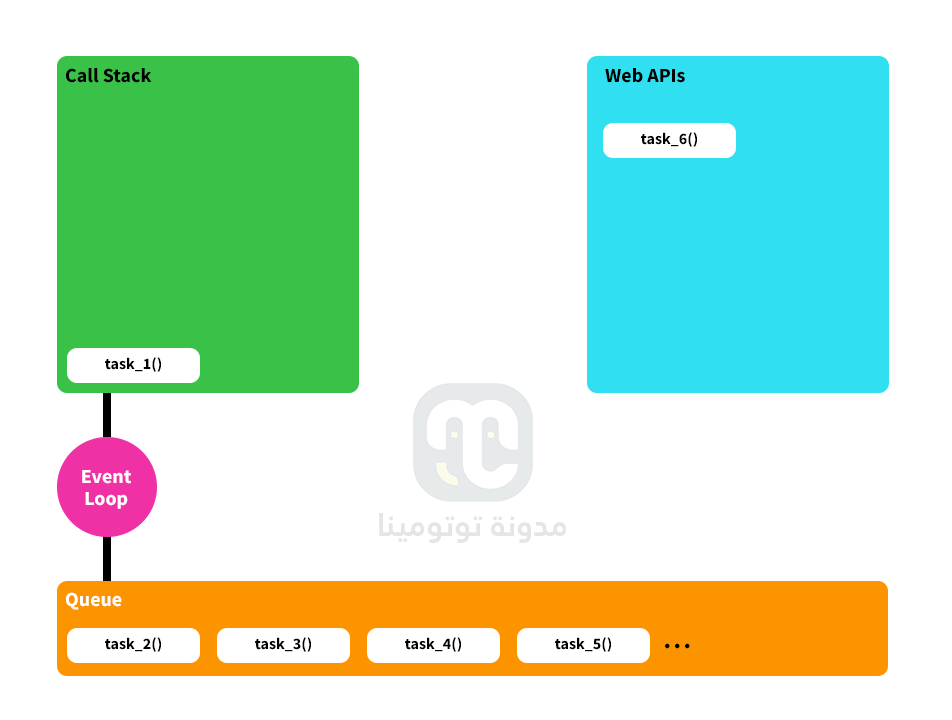 Call Stack
Web APIs
task_6()
task_1()
Event
Loop
مدونة توتومينا
Queue
task_2()
task_3()
task_4()
task_5()
...